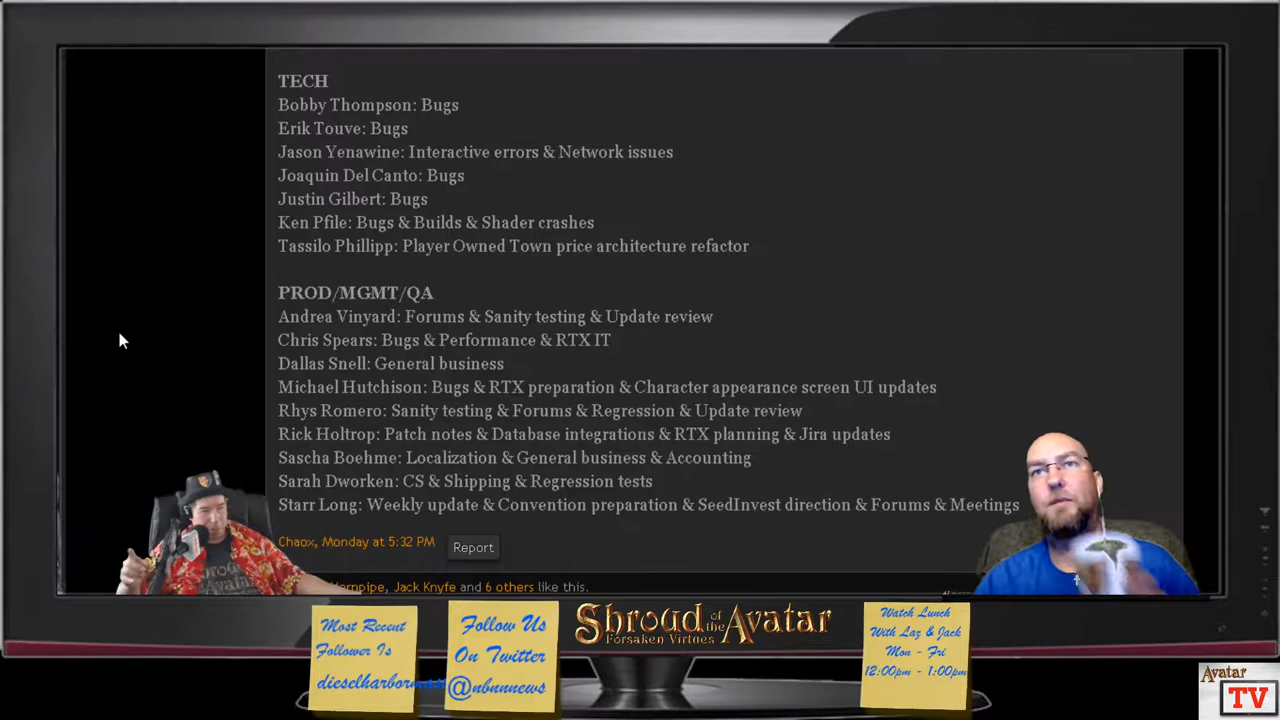 TECH
Bobby Thompson: Bugs
Erik Touve: Bugs
Jason Yenawine: Interactive errors & Network issues
Joaquin Del Canto: Bugs
Justin Gilbert: Bugs
Ken Pfile: Bugs & Builds & Shader crashes
Tassilo Phillipp: Player Owned Town price architecture refactor
PROD/MGMT/QA
Andrea Vinyard: Forums & Sanity testing & Update review
Chris Spears: Bugs & Performance & RTX IT
Dallas Snell: General business
Michael Hutchison: Bugs & RTX preparation & Character appearance screen UI updates
Rhys Romero: Sanity testing & Forums & Regression & Update review
Rick Holtrop: Patch notes & Database integrations & RTX planning & Jira updates
Sascha Boehme: Localization & General business & Accounting
Sarah Dworken: CS & Shipping & Regression tests
Starr Long: Weekly update & Convention preparation & SeedInvest direction & Forums & Meetings
Chaox, Monday at 5:32 PM
Report
Jack Knyfe and 6 others like this.
Most Recent
Follower Is
Follow Us
On Twitter
@nbnnnews
Shroud of the Avatar
Forsaken Virtues
Watch Lunch
With Laz & Jack
Mon - Fri
12:00pm - 1:00pm
Avatar
TV